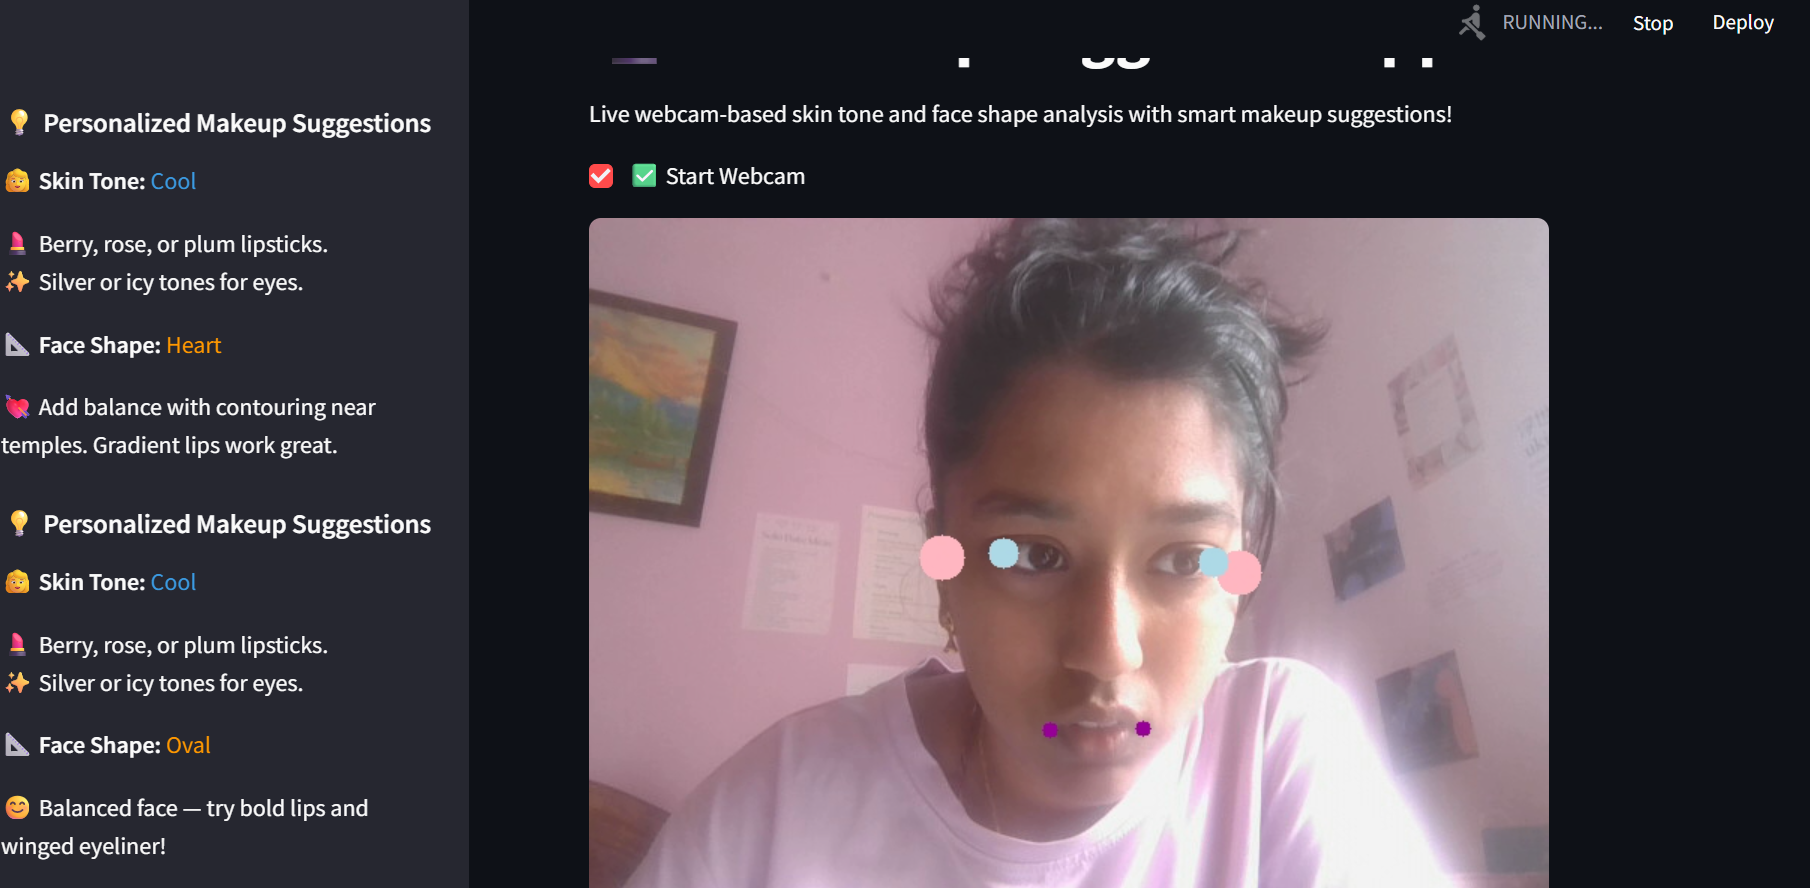 RUNNING...
Stop
Deploy
💡 Personalized Makeup Suggestions
Skin Tone: Cool
💄 Berry, rose, or plum lipsticks.
✨ Silver or icy tones for eyes.
📐 Face Shape: Heart
💘 Add balance with contouring near
temples. Gradient lips work great.
💡 Personalized Makeup Suggestions
Skin Tone: Cool
💄 Berry, rose, or plum lipsticks.
✨ Silver or icy tones for eyes.
📐 Face Shape: Oval
😊 Balanced face — try bold lips and
winged eyeliner!
Live webcam-based skin tone and face shape analysis with smart makeup suggestions!
✅ Start Webcam